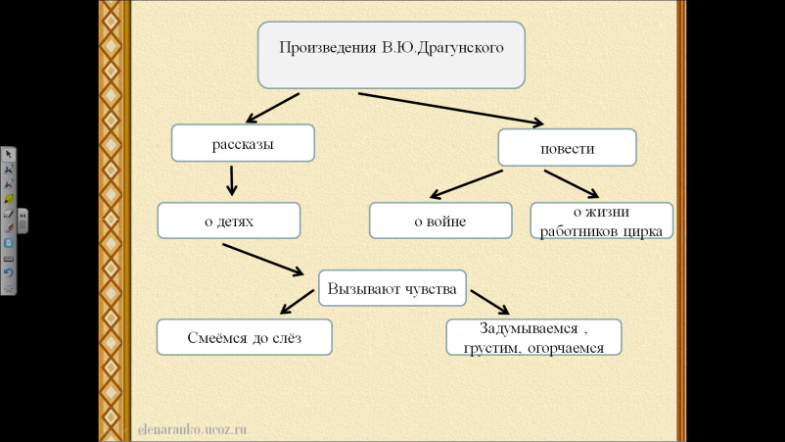 Произведения В.Ю.Драгунского
рассказы
повести
о детях
о войне
о жизни
работников цирка
Вызывают чувства
Смеёмся до слёз
Задумываемся ,
грустим, огорчаемся
elenaranko.ucoz.ru